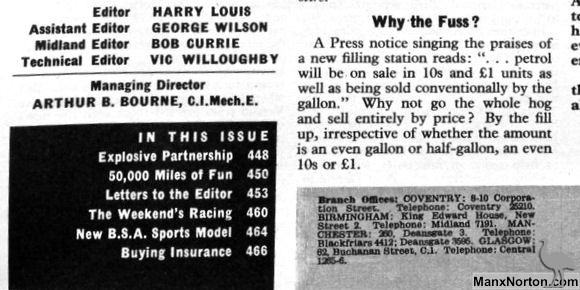 Editor HARRY LOUIS
Assistant Editor GEORGE WILSON
Midland Editor BOB CURRIE
Technical Editor VIC WILLOUGHBY
Managing Director
ARTHUR B. BOURNE, C.I.Mech.E.
IN THIS ISSUE
Explosive Partnership 448
50,000 Miles of Fun 450
Letters to the Editor 453
The Weekend's Racing 460
New B.S.A. Sports Model 464
Buying Insurance 466
Why the Fuss?
A Press notice singing the praises of
a new filling station reads: “. . . petrol
will be on sale in 10s and £1 units as
well as being sold conventionally by the
gallon.” Why not go the whole hog
and sell entirely by price? By the fill
up, irrespective of whether the amount
is an even gallon or half-gallon, an even
10s or £1.
Branch Offices: COVENTRY: 8-10 Corpora-
tion Street. Telephone: Coventry 25210.
BIRMINGHAM: King Edward House, New
Street 2. Telephone: Midland 7191. MAN-
CHESTER: 260, Deansgate 3. Telephone:
Blackfriars 4412; Deansgate 3595. GLASGOW:
62, Buchanan Street, C.1. Telephone: Central
1265-6.
ManxNorton.com